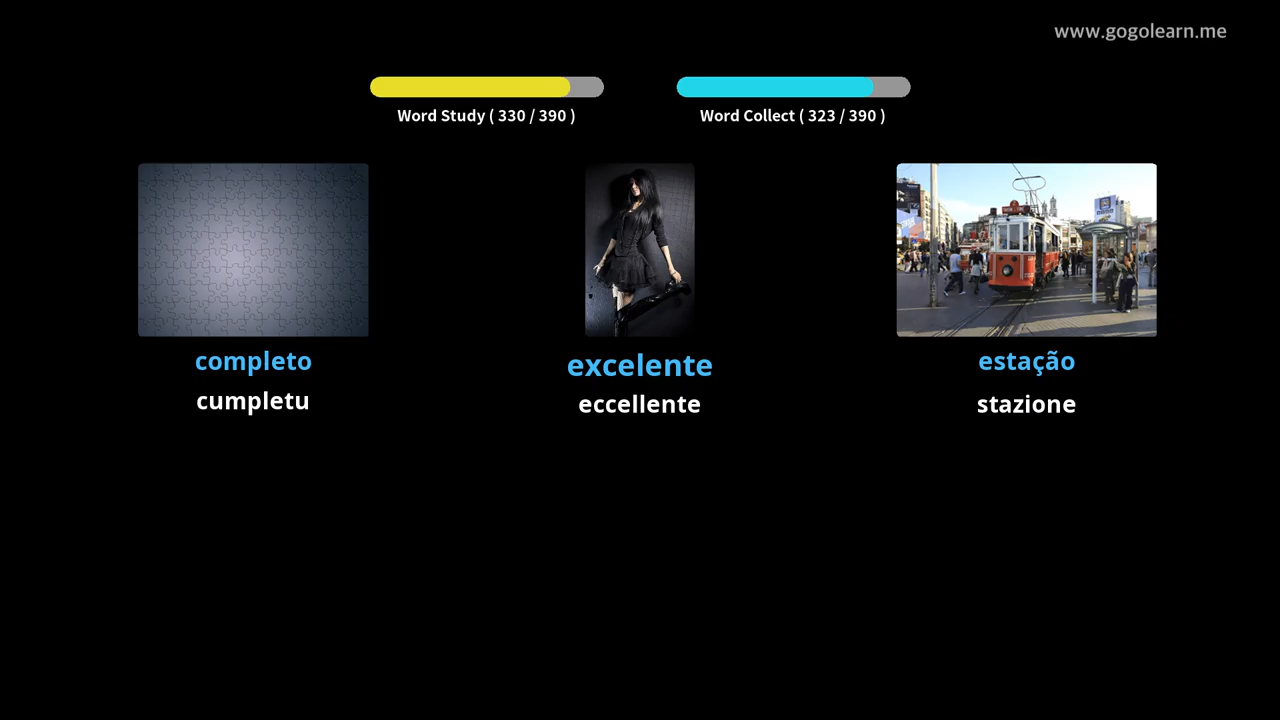 www.gogolearn.me
Word Study ( 330 / 390 )
Word Collect ( 323 / 390 )
completo
excelente
estação
cumpletu
eccellente
stazione